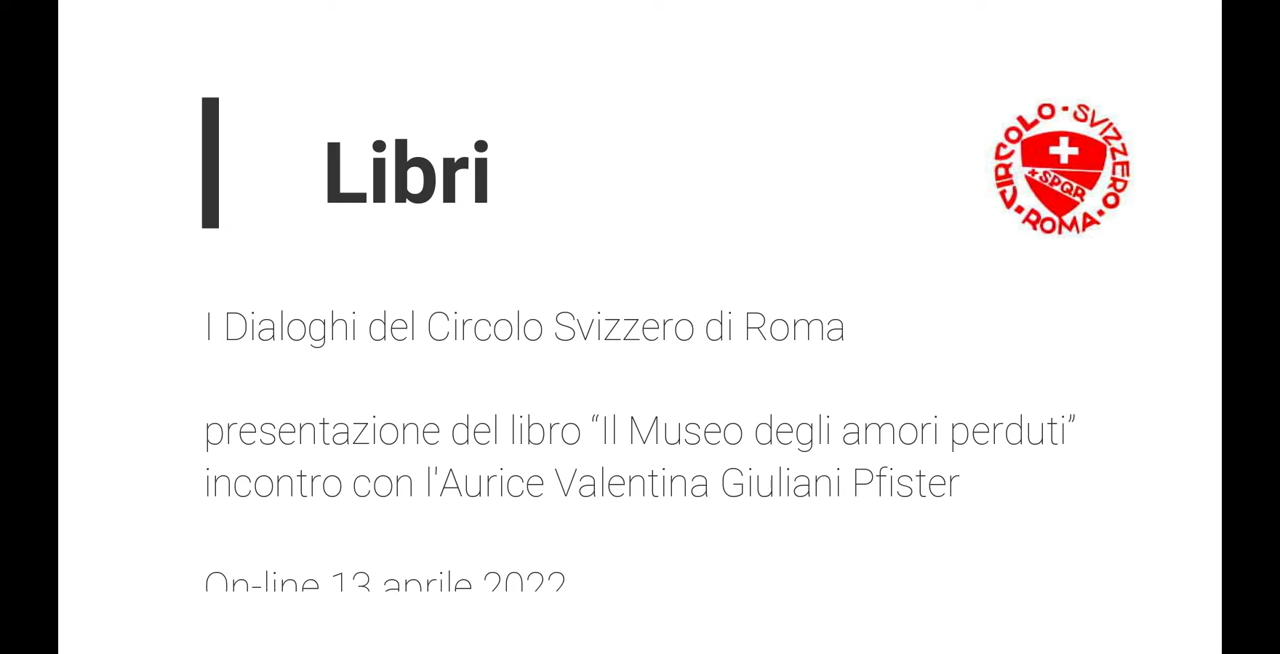 Libri
CIRCOLO · SVIZZERO · ROMA ·
SPQR
I Dialoghi del Circolo Svizzero di Roma
presentazione del libro “Il Museo degli amori perduti”
incontro con l'Aurice Valentina Giuliani Pfister
On-line 13 aprile 2022